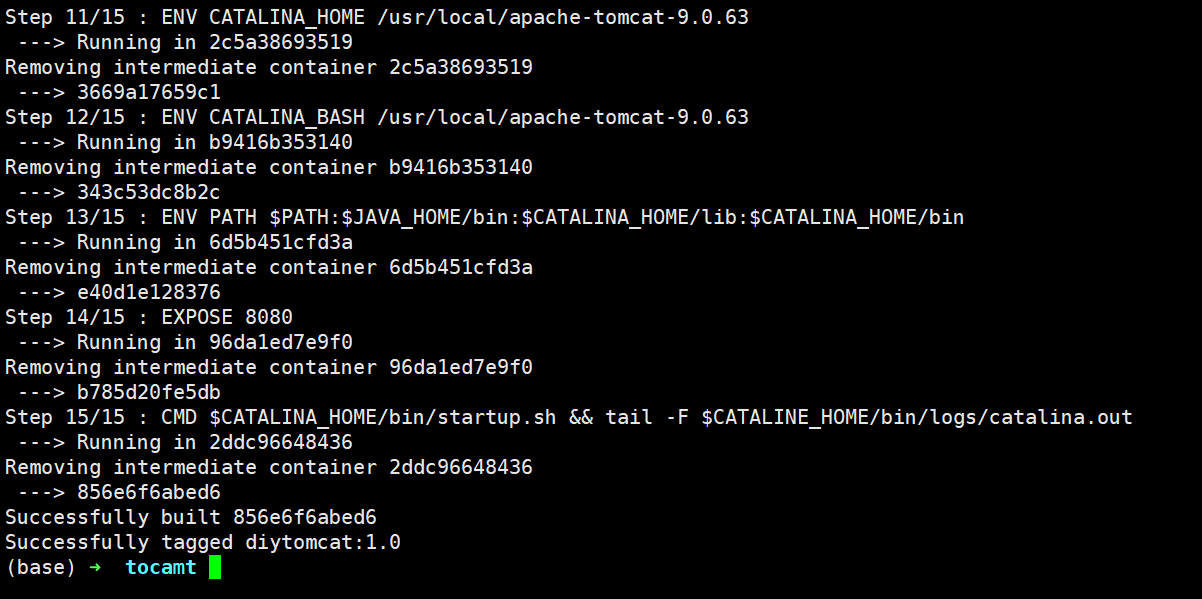 Step 11/15 : ENV CATALINA_HOME /usr/local/apache-tomcat-9.0.63
 ---> Running in 2c5a38693519
Removing intermediate container 2c5a38693519
 ---> 3669a17659c1
Step 12/15 : ENV CATALINA_BASH /usr/local/apache-tomcat-9.0.63
 ---> Running in b9416b353140
Removing intermediate container b9416b353140
 ---> 343c53dc8b2c
Step 13/15 : ENV PATH $PATH:$JAVA_HOME/bin:$CATALINA_HOME/lib:$CATALINA_HOME/bin
 ---> Running in 6d5b451cfd3a
Removing intermediate container 6d5b451cfd3a
 ---> e40d1e128376
Step 14/15 : EXPOSE 8080
 ---> Running in 96da1ed7e9f0
Removing intermediate container 96da1ed7e9f0
 ---> b785d20fe5db
Step 15/15 : CMD $CATALINA_HOME/bin/startup.sh && tail -F $CATALINE_HOME/bin/logs/catalina.out
 ---> Running in 2ddc96648436
Removing intermediate container 2ddc96648436
 ---> 856e6f6abed6
Successfully built 856e6f6abed6
Successfully tagged diytomcat:1.0
(base) → tocamt